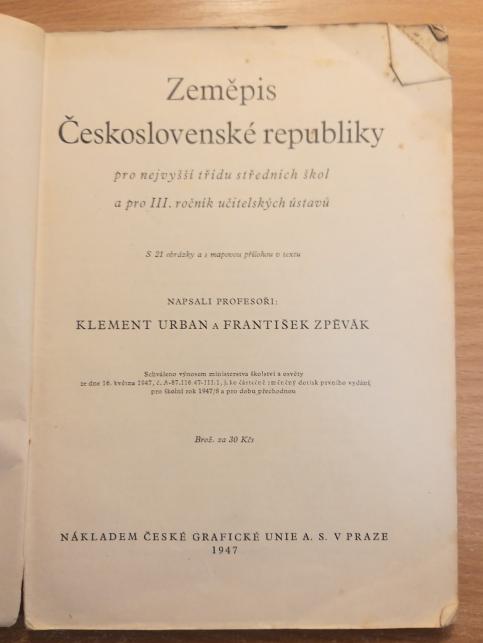 Zeměpis
Československé republiky
pro nejvyšší třídu středních škol
a pro III. ročník učitelských ústavů
S 21 obrázky a s mapovou přílohou v textu
NAPSALI PROFESOŘI:
KLEMENT URBAN A FRANTIŠEK ZPĚVÁK
Schváleno výnosem ministerstva školství a osvěty
ze dne 16. května 1947, č. A-87.116/47-III/1, jako částečně změněný dotisk prvního vydání,
pro školní rok 1947/8 a pro dobu přechodnou
Brož. za 30 Kčs
NÁKLADEM ČESKÉ GRAFICKÉ UNIE A. S. V PRAZE
1947